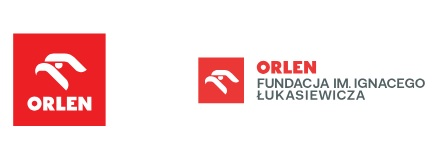 ORLEN
ORLEN
FUNDACJA IM. IGNACEGO
ŁUKASIEWICZA